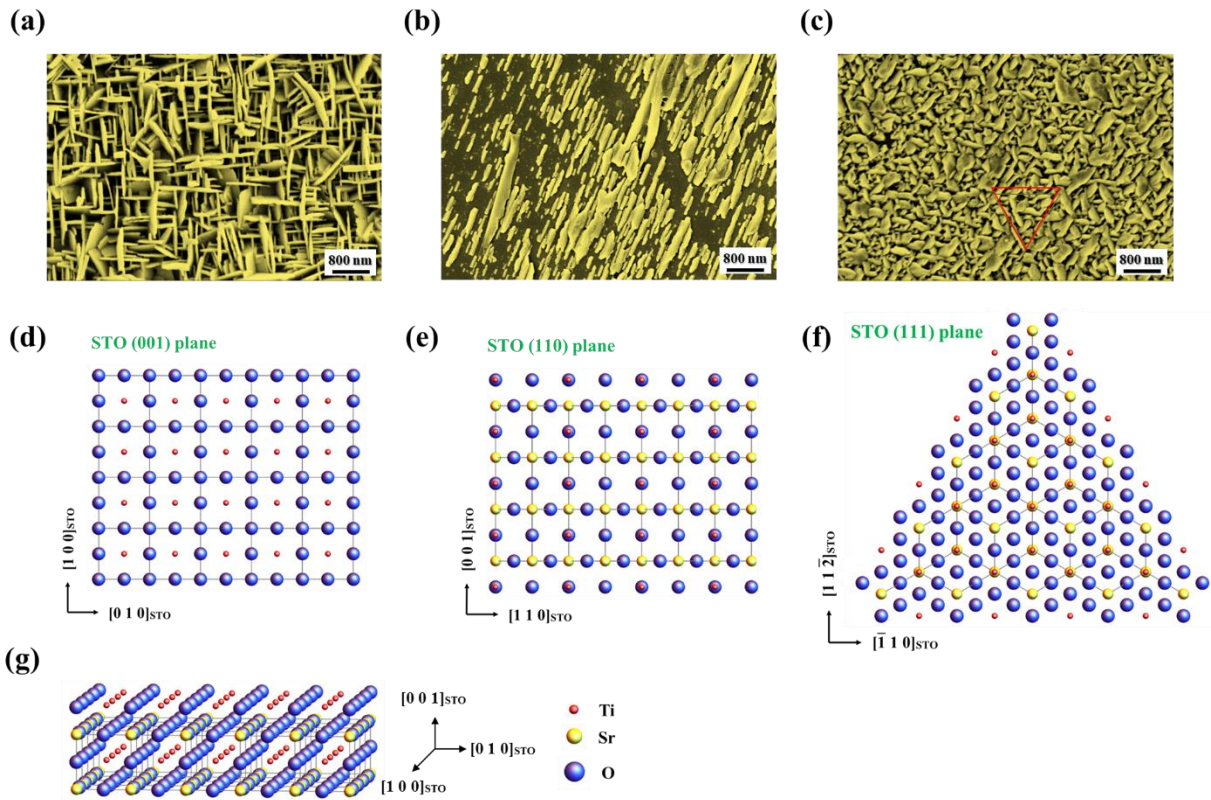 (a)
(b)
(c)
800 nm
800 nm
800 nm
(d)
STO (001) plane
(e)
STO (110) plane
(f)
STO (111) plane
[1 0 0]STO
[0 1 0]STO
[0 0 1]STO
[1 1 0]STO
[1 1 2̅]STO
[1̅ 1 0]STO
(g)
[0 0 1]STO
[0 1 0]STO
[1 0 0]STO
Ti
Sr
O